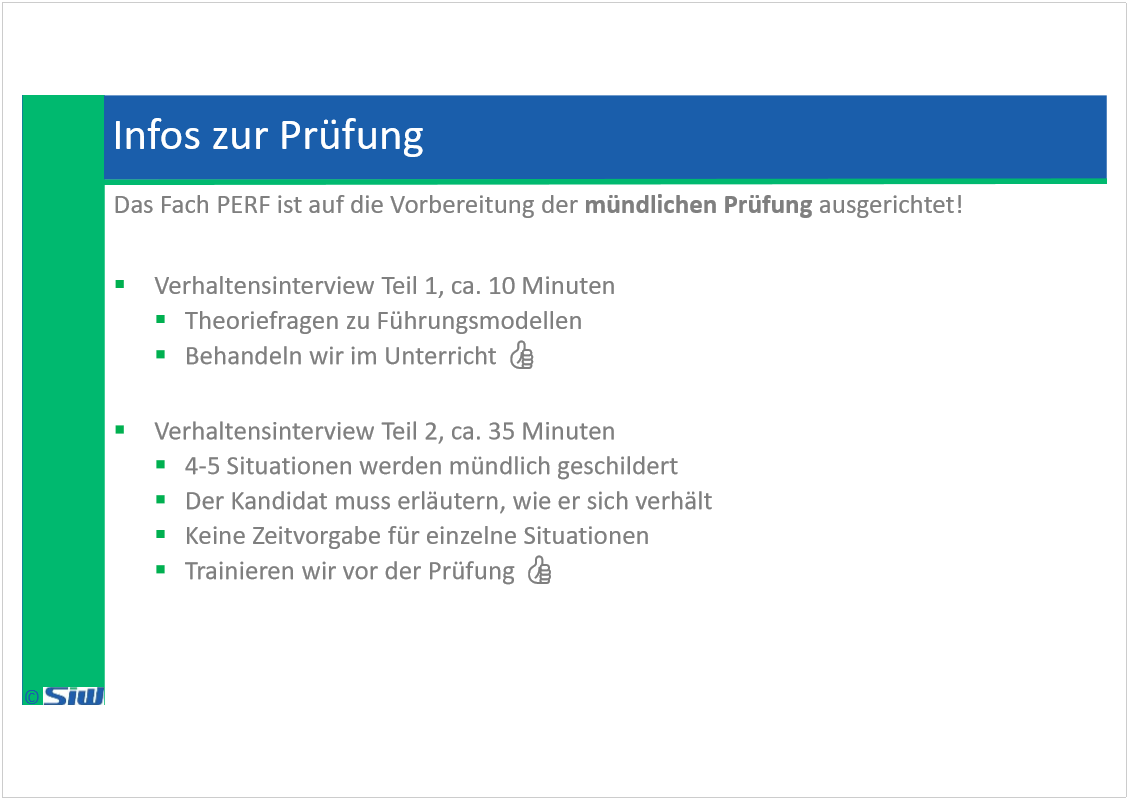 Infos zur Prüfung
Das Fach PERF ist auf die Vorbereitung der mündlichen Prüfung ausgerichtet!
Verhaltensinterview Teil 1, ca. 10 Minuten
Theoriefragen zu Führungsmodellen
Behandeln wir im Unterricht
Verhaltensinterview Teil 2, ca. 35 Minuten
4-5 Situationen werden mündlich geschildert
Der Kandidat muss erläutern, wie er sich verhält
Keine Zeitvorgabe für einzelne Situationen
Trainieren wir vor der Prüfung
© SIW